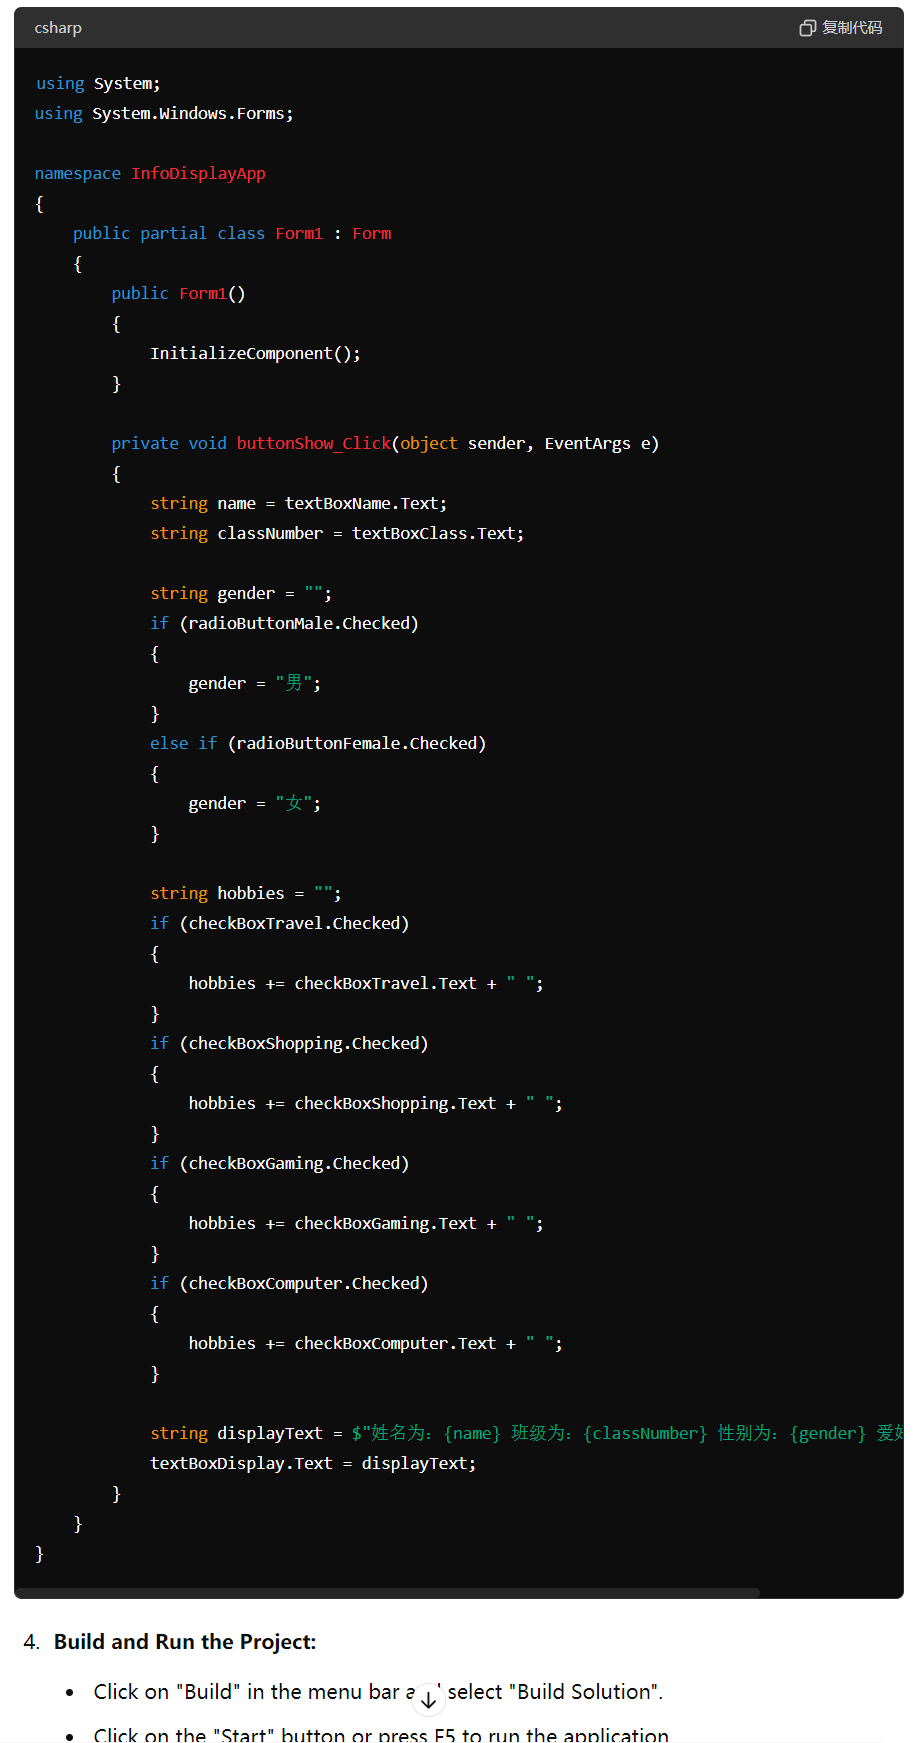 csharp 复制代码
using System;
using System.Windows.Forms;
namespace InfoDisplayApp
{
public partial class Form1 : Form
{
public Form1()
{
InitializeComponent();
}
private void buttonShow_Click(object sender, EventArgs e)
{
string name = textBoxName.Text;
string classNumber = textBoxClass.Text;
string gender = "";
if (radioButtonMale.Checked)
{
gender = "男";
}
else if (radioButtonFemale.Checked)
{
gender = "女";
}
string hobbies = "";
if (checkBoxTravel.Checked)
{
hobbies += checkBoxTravel.Text + " ";
}
if (checkBoxShopping.Checked)
{
hobbies += checkBoxShopping.Text + " ";
}
if (checkBoxGaming.Checked)
{
hobbies += checkBoxGaming.Text + " ";
}
if (checkBoxComputer.Checked)
{
hobbies += checkBoxComputer.Text + " ";
}
string displayText = $"姓名为: {name} 班级为: {classNumber} 性别为: {gender} 爱
textBoxDisplay.Text = displayText;
}
}
}
4. Build and Run the Project:
• Click on "Build" in the menu bar and select "Build Solution".
• Click on the "Start" button or press F5 to run the application